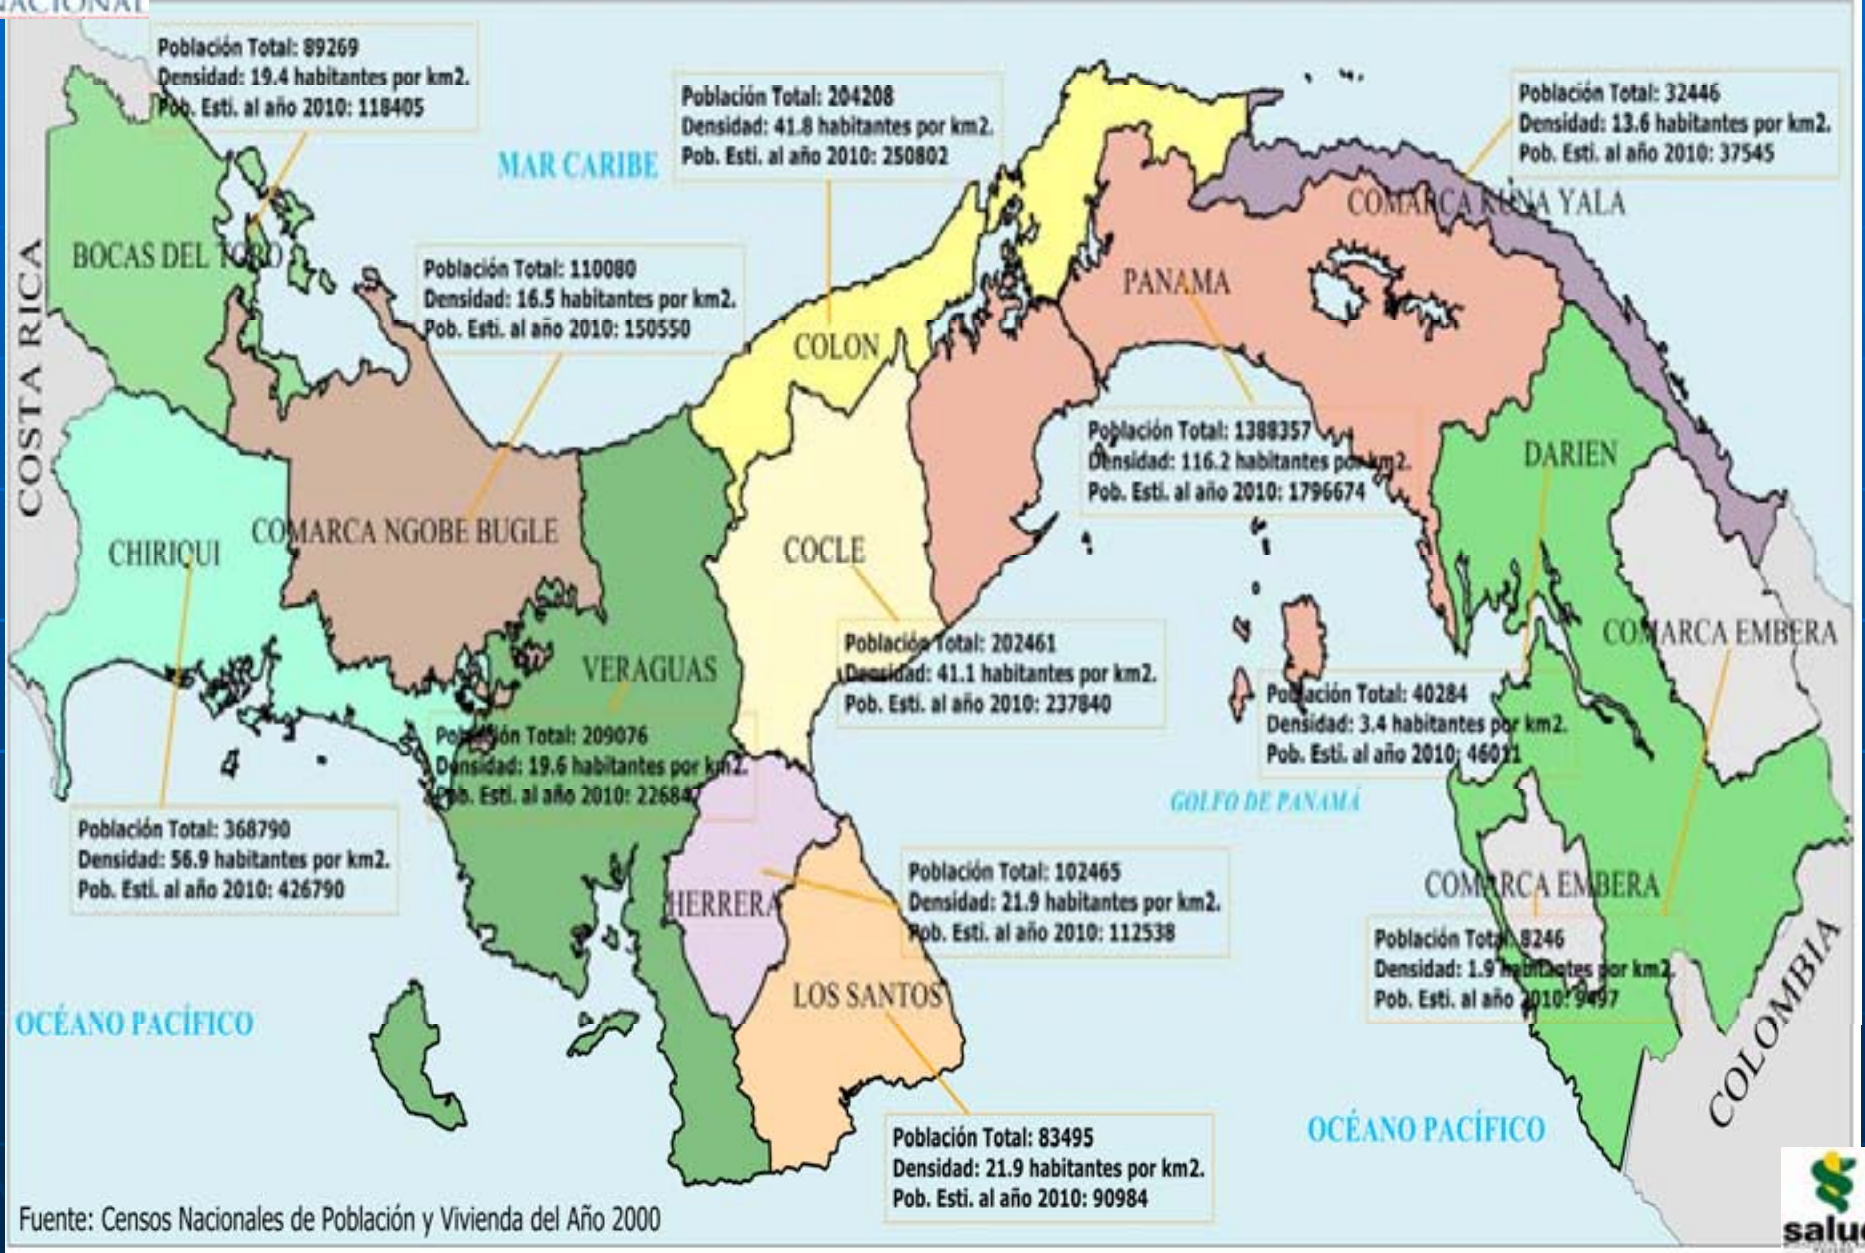 NACIONAL
Población Total: 89269
Densidad: 19.4 habitantes por km2.
Pob. Esti. al año 2010: 118405
Población Total: 204208
Densidad: 41.8 habitantes por km2.
Pob. Esti. al año 2010: 250802
Población Total: 32446
Densidad: 13.6 habitantes por km2.
Pob. Esti. al año 2010: 37545
MAR CARIBE
COMARCA KUNA YALA
COSTA RICA
BOCAS DEL TORO
Población Total: 110080
Densidad: 16.5 habitantes por km2.
Pob. Esti. al año 2010: 150550
PANAMA
COLON
Población Total: 1388357
Densidad: 116.2 habitantes por km2.
Pob. Esti. al año 2010: 1796674
DARIEN
CHIRIQUI
COMARCA NGOBE BUGLE
COCLE
VERAGUAS
Población Total: 202461
Densidad: 41.1 habitantes por km2.
Pob. Esti. al año 2010: 237840
COMARCA EMBERA
Población Total: 40284
Densidad: 3.4 habitantes por km2.
Pob. Esti. al año 2010: 46011
Población Total: 209076
Densidad: 19.6 habitantes por km2.
Pob. Esti. al año 2010: 22684
GOLFO DE PANAMÁ
Población Total: 368790
Densidad: 56.9 habitantes por km2.
Pob. Esti. al año 2010: 426790
HERRERA
Población Total: 102465
Densidad: 21.9 habitantes por km2.
Pob. Esti. al año 2010: 112538
COMARCA EMBERA
Población Total: 8246
Densidad: 1.9 habitantes por km2.
Pob. Esti. al año 2010: 9497
LOS SANTOS
OCÉANO PACÍFICO
COLOMBIA
OCÉANO PACÍFICO
Población Total: 83495
Densidad: 21.9 habitantes por km2.
Pob. Esti. al año 2010: 90984
Fuente: Censos Nacionales de Población y Vivienda del Año 2000
salud